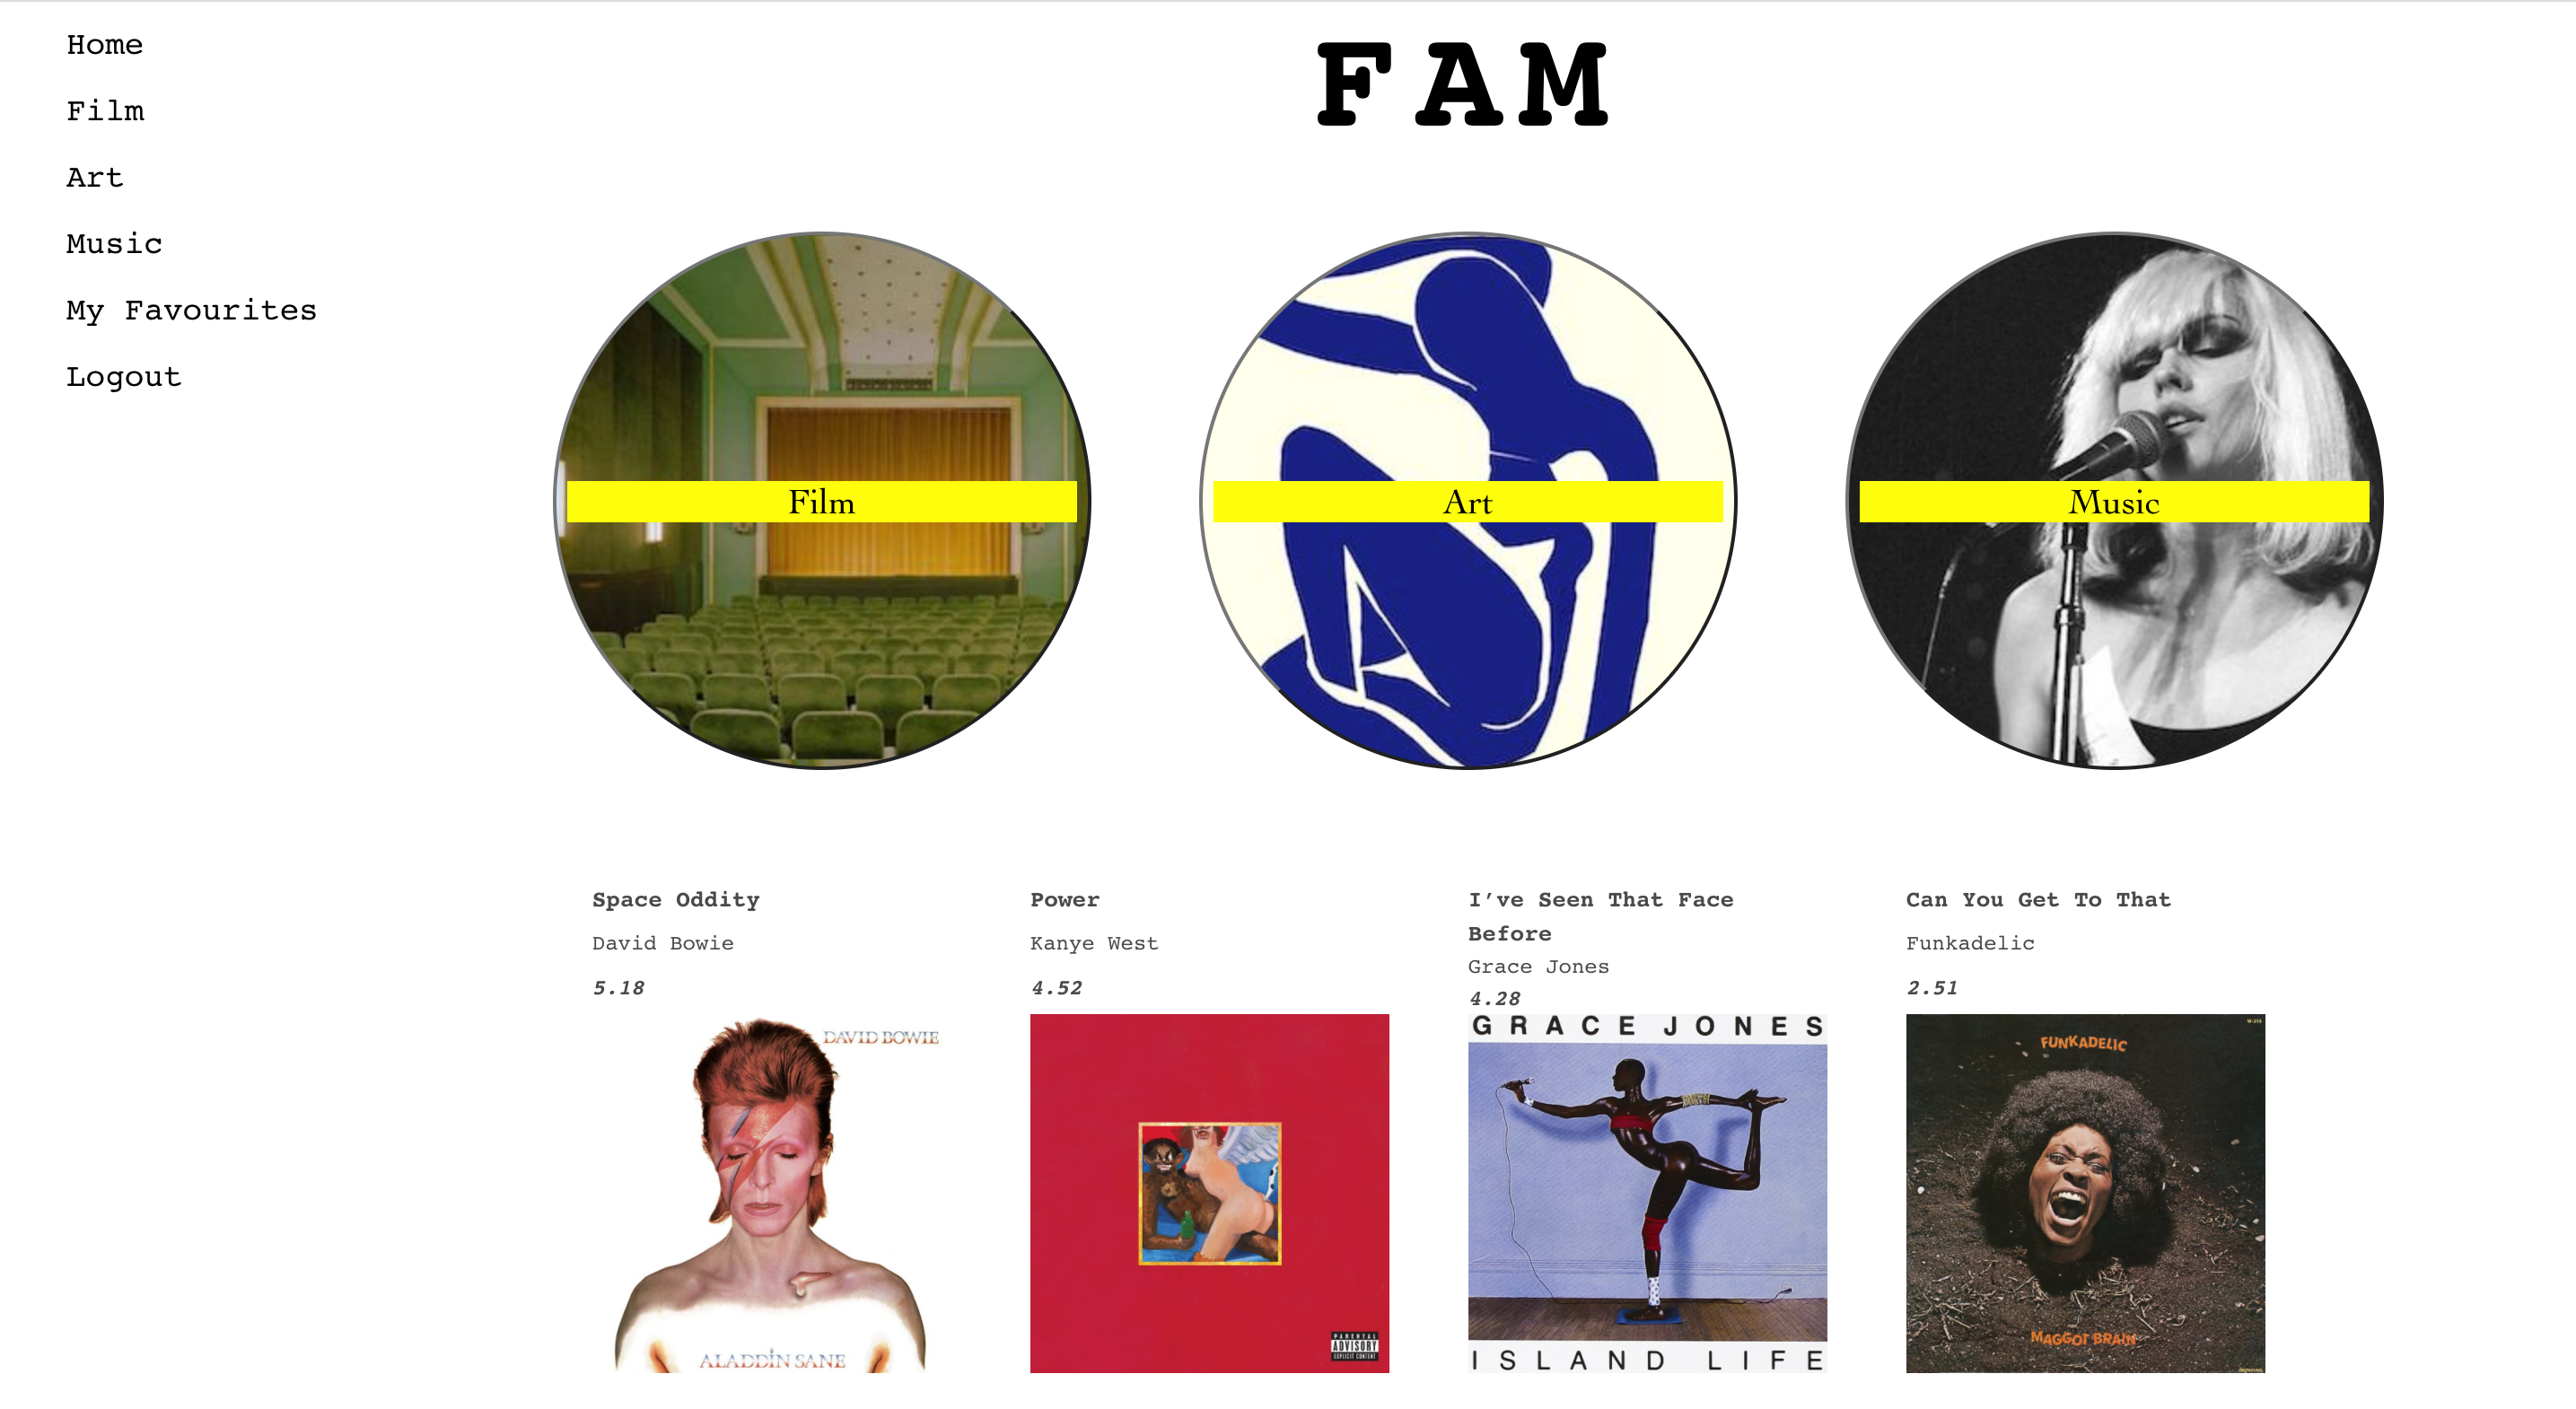 Home
Film
Art
Music
My Favourites
Logout
FAM
Film
Art
Music
Space Oddity
David Bowie
5.18
DAVID BOWIE
ALADDIN SANE
Power
Kanye West
4.52
PARENTAL
ADVISORY
EXPLICIT CONTENT
I’ve Seen That Face
Before
Grace Jones
4.28
GRACE JONES
ISLAND LIFE
Can You Get To That
Funkadelic
2.51
FUNKADELIC
MAGGOT BRAIN